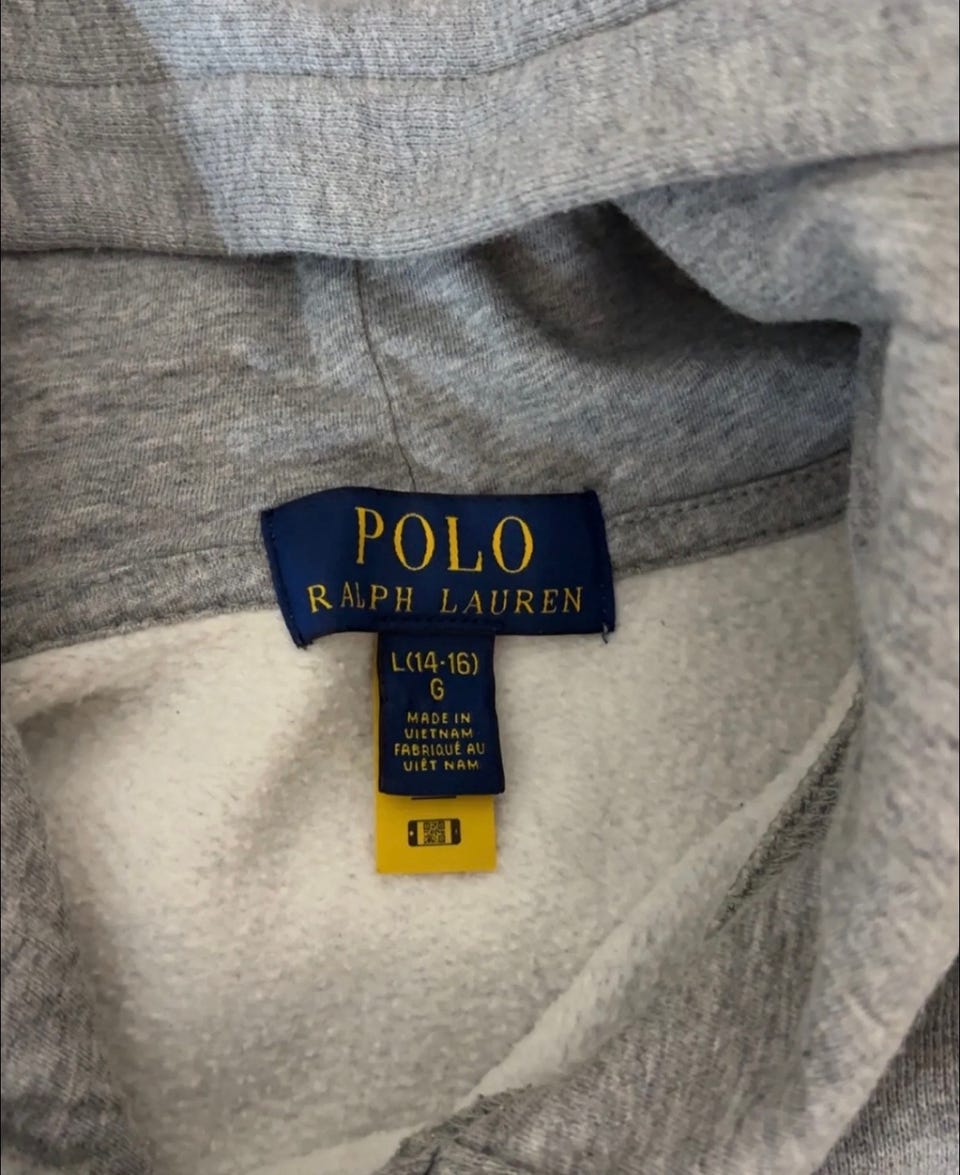 POLO
RALPH LAUREN
L(14-16)
G
MADE IN
VIETNAM
FABRIQUÉ AU
VIÊT NAM